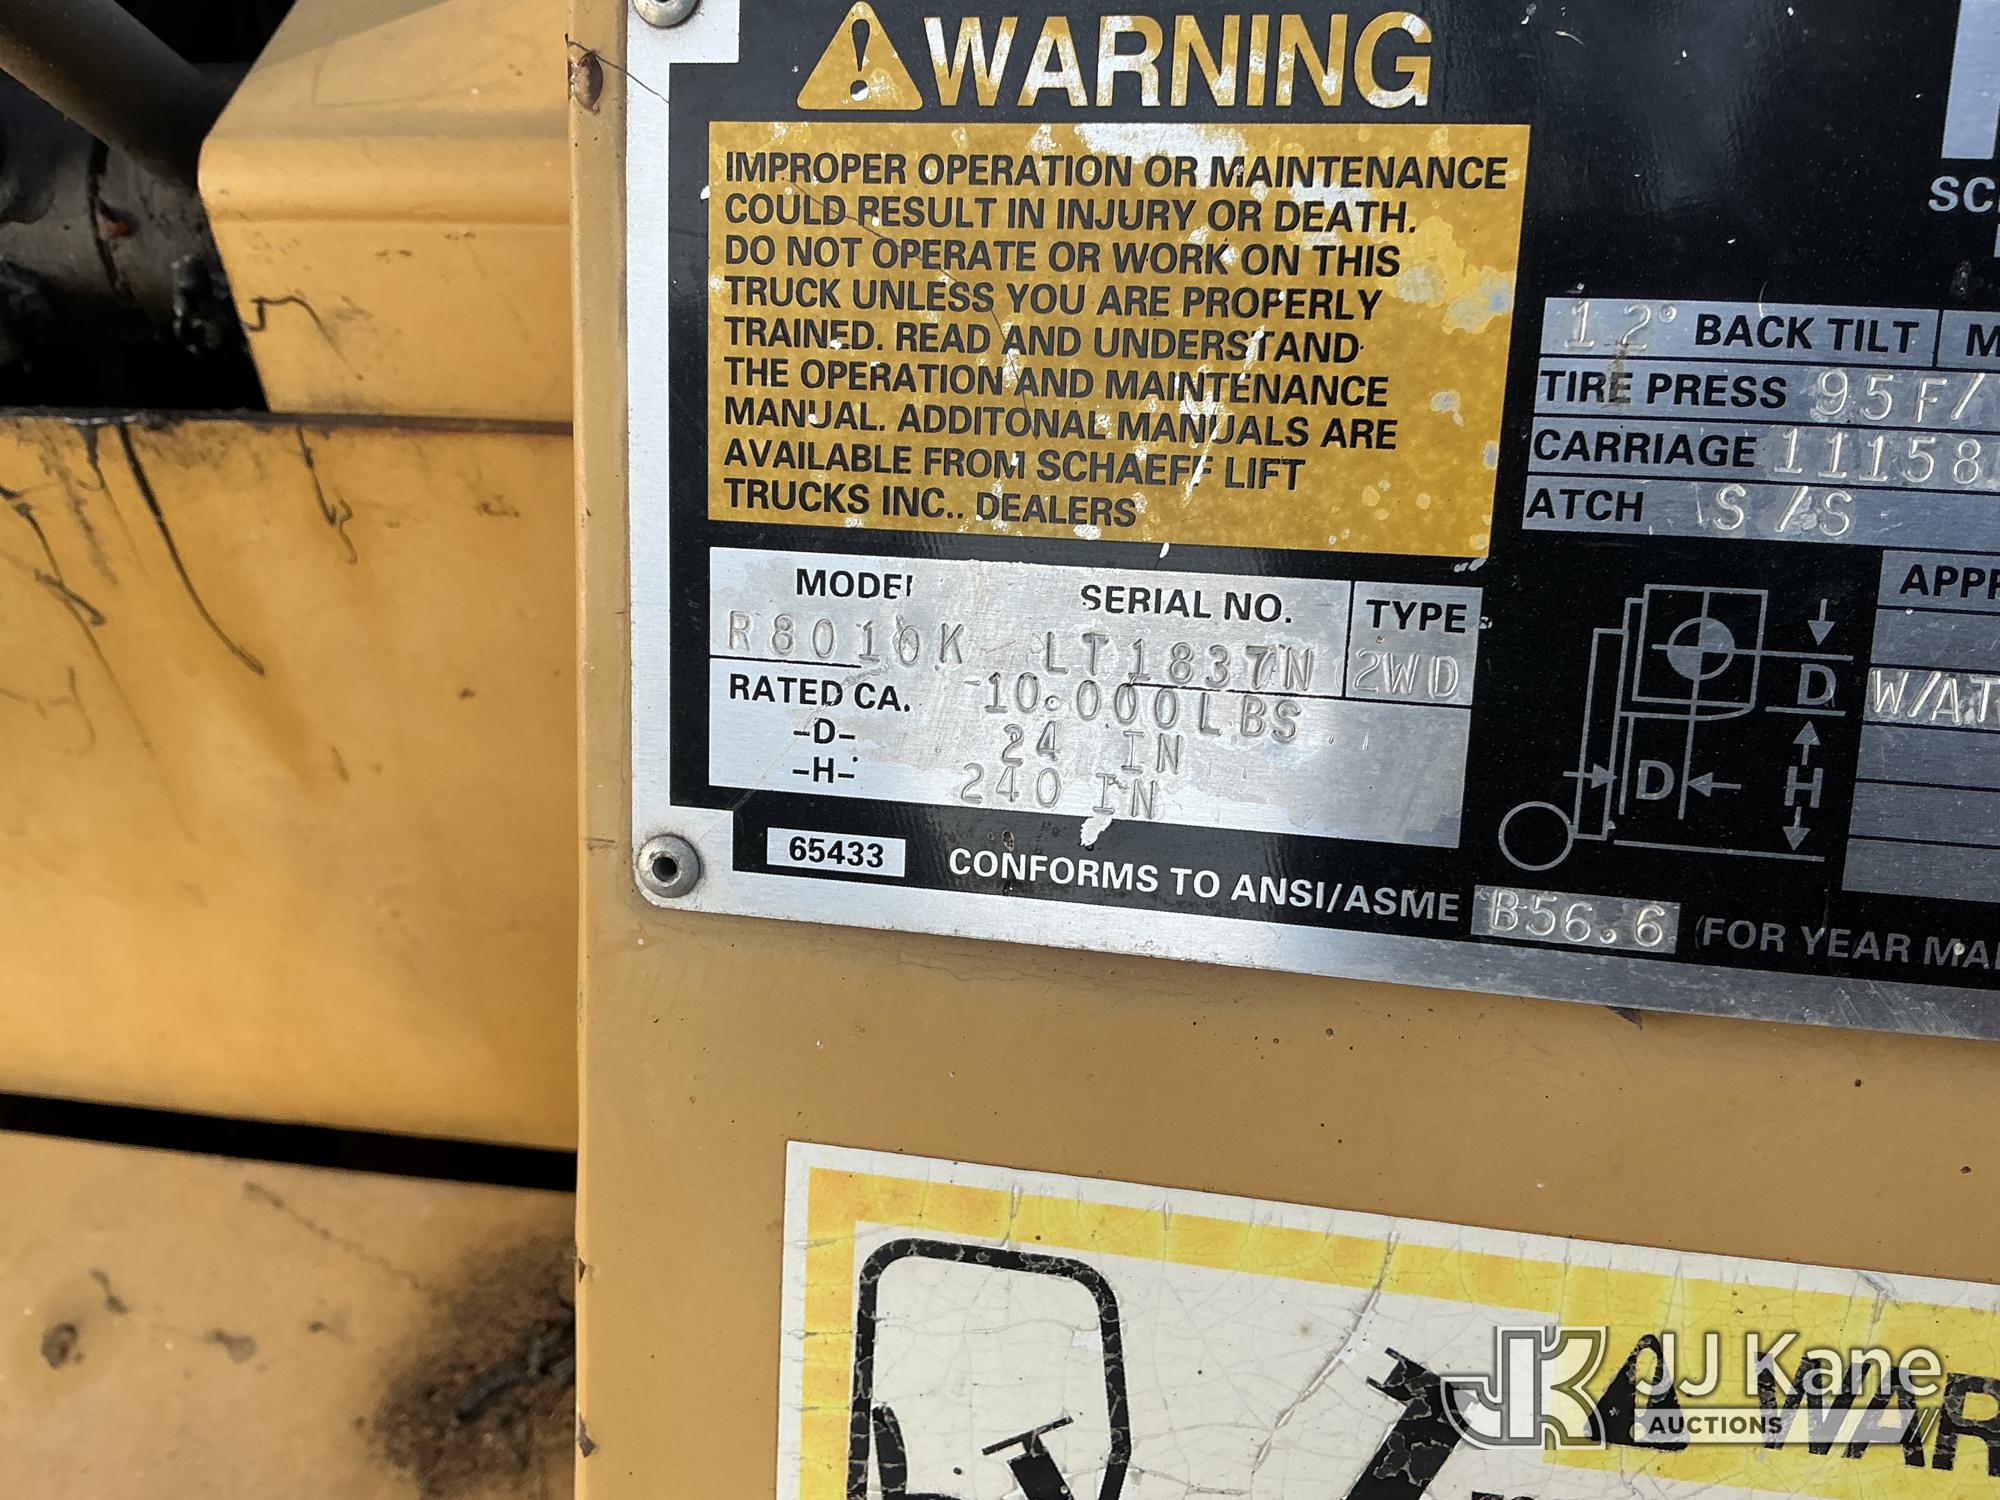 WARNING
IMPROPER OPERATION OR MAINTENANCE
COULD RESULT IN INJURY OR DEATH.
DO NOT OPERATE OR WORK ON THIS
TRUCK UNLESS YOU ARE PROPERLY
TRAINED. READ AND UNDERSTAND
THE OPERATION AND MAINTENANCE
MANUAL. ADDITONAL MANUALS ARE
AVAILABLE FROM SCHAEFF LIFT
TRUCKS INC.. DEALERS
MODEL SERIAL NO. TYPE
R8010K LT1837N 2WD
RATED CA. 10.000LBS
-D- 24 IN
-H- 240 IN
65433 CONFORMS TO ANSI/ASME B56.6 (FOR YEAR
12° BACK TILT
TIRE PRESS 95F/
CARRIAGE 11158
ATCH S/S
D
D
H
W/AT
JJ Kane
AUCTIONS